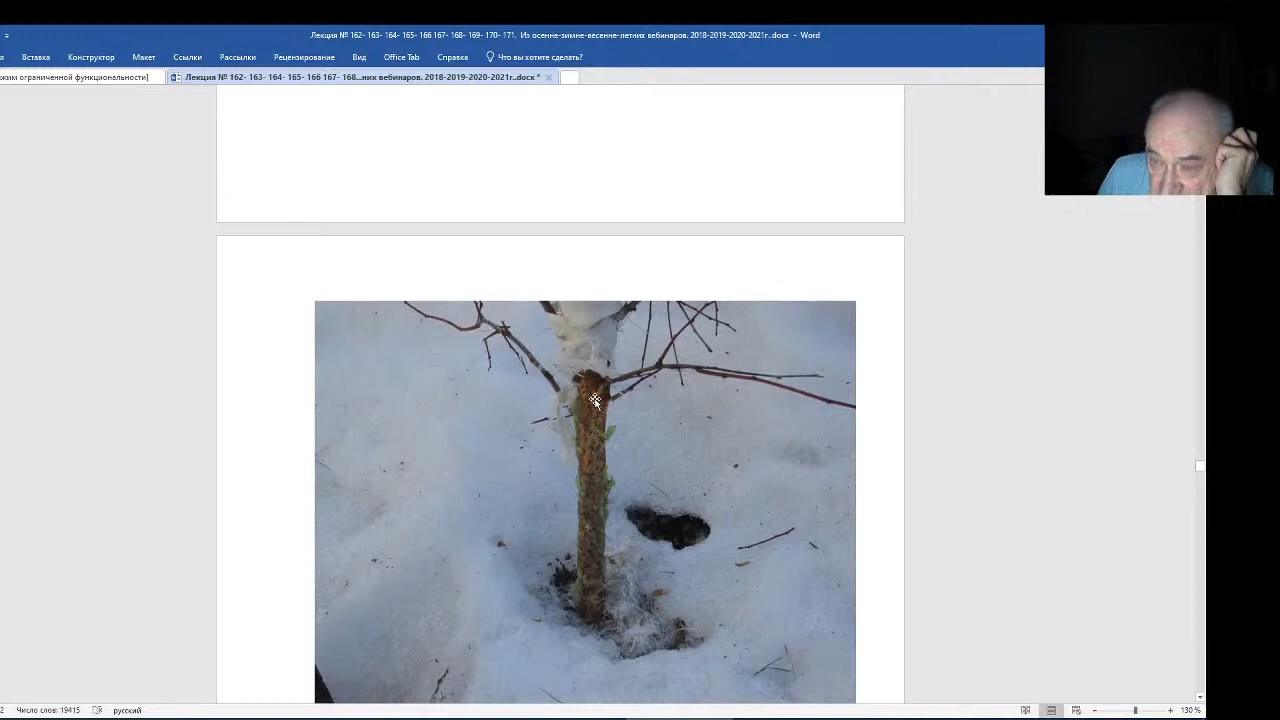 Лекция № 162- 163- 164- 165- 166 167- 168- 169- 170- 171. Из осенне-зимне-весенне-летних вебинаров. 2018-2019-2020-2021г..docx - Word
я Вставка Конструктор Макет Ссылки Рассылки Рецензирование Вид Office Tab Справка Что вы хотите сделать?
ежим ограниченной функциональности] Лекция № 162- 163- 164- 165- 166 167- 168...них вебинаров. 2018-2019-2020-2021г..docx *
2 Число слов: 19415 русский 130 %